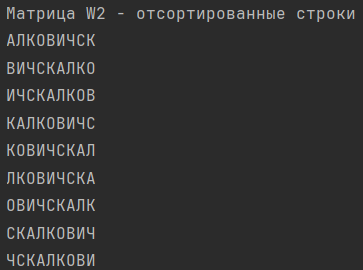 Матрица W2 - отсортированные строки
АЛКОВИЧСК
ВИЧСКАЛКО
ИЧСКАЛКОВ
КАЛКОВИЧС
КОВИЧСКАЛ
ЛКОВИЧСКА
ОВИЧСКАЛК
СКАЛКОВИЧ
ЧСКАЛКОВИ